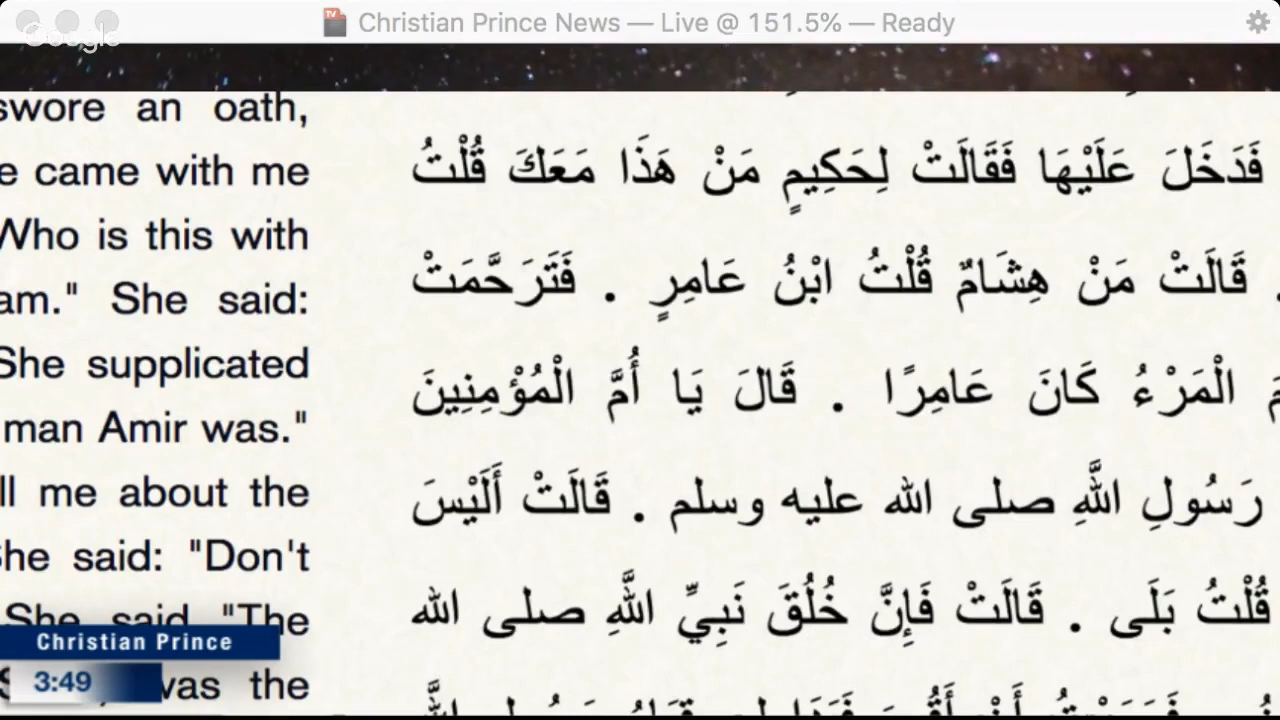 Christian Prince News — Live @ 151.5% — Ready
Google
swore an oath,
came with me
Who is this with
She said:
She supplicated
man Amir was."
me about the
said: "Don't
She said "The
was the
فَدَخَلَ عَلَيْهَا فَقَالَتْ لِحَكِيمٍ مَنْ هَذَا مَعَكَ قُلْتُ
قَالَتْ مَنْ هِشَامٌ قُلْتُ ابْنُ عَامِرٍ . فَتَرَحَّمَتْ
الْمَرْءُ كَانَ عَامِرًا . قَالَ يَا أُمَّ الْمُؤْمِنِينَ
رَسُولِ اللَّهِ صلى الله عليه وسلم . قَالَتْ أَلَيْسَ
قُلْتُ بَلَى . قَالَتْ فَإِنَّ خُلُقَ نَبِيِّ اللَّهِ صلى الله
Christian Prince
3:49